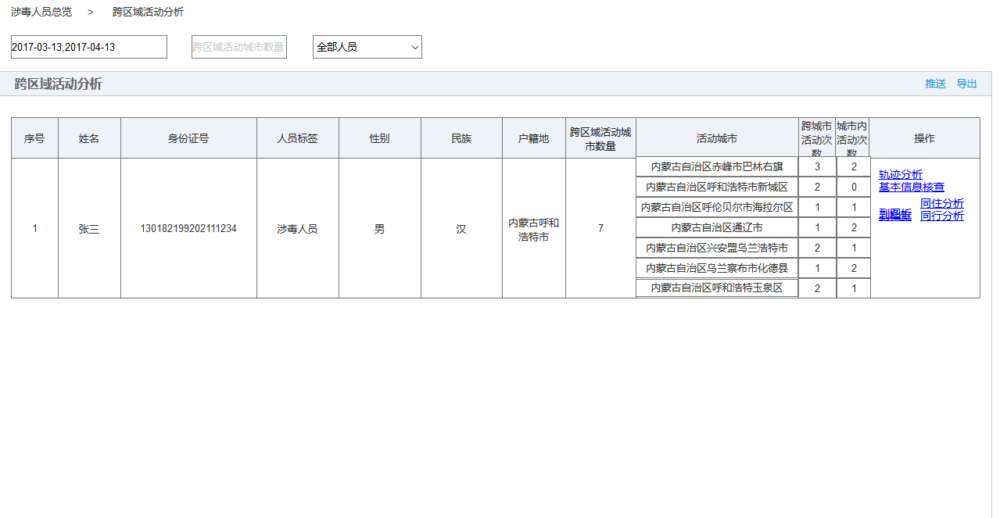 涉毒人员总览 > 跨区域活动分析
2017-03-13,2017-04-13 跨区域活动城市数量 全部人员
跨区域活动分析 推送 导出
序号 姓名 身份证号 人员标签 性别 民族 户籍地 跨区域活动城市数量 活动城市 跨城市活动次数 城市内活动次数 操作
1 张三 130182199202111234 涉毒人员 男 汉 内蒙古呼和浩特市 7
内蒙古自治区赤峰市巴林右旗 3 2
内蒙古自治区呼和浩特市新城区 2 0
内蒙古自治区呼伦贝尔市海拉尔区 1 1
内蒙古自治区通辽市 1 2
内蒙古自治区兴安盟乌兰浩特市 2 1
内蒙古自治区乌兰察布市化德县 1 2
内蒙古自治区呼和浩特玉泉区 2 1
轨迹分析
基本信息核查
同住分析
同行分析